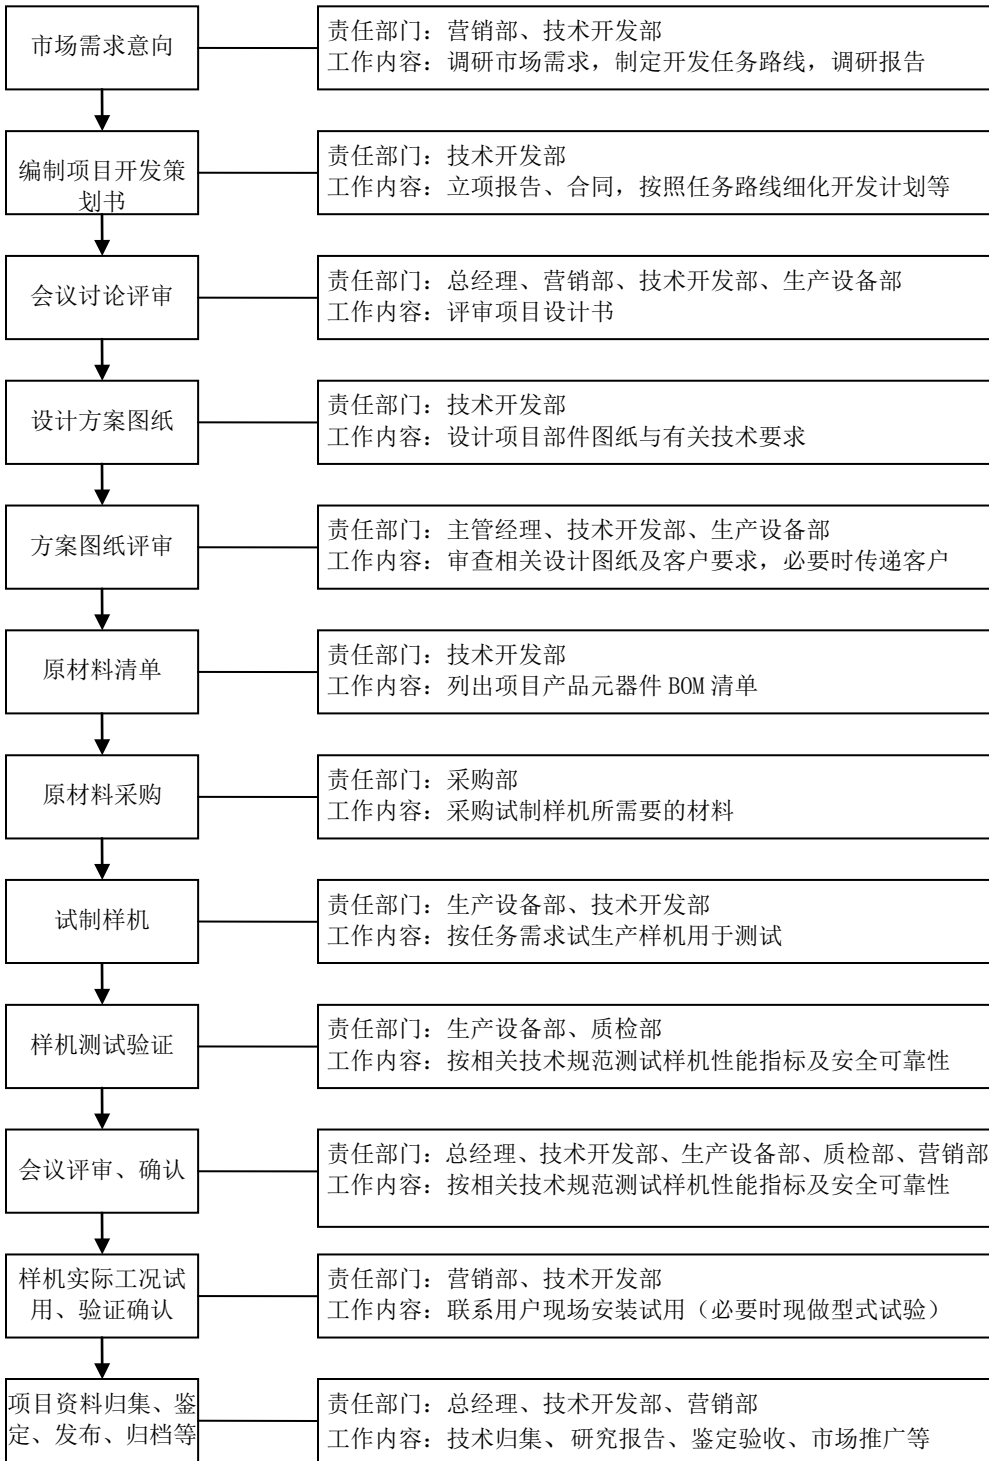 市场需求意向
责任部门：营销部、技术开发部
工作内容：调研市场需求，制定开发任务路线，调研报告
编制项目开发策
划书
责任部门：技术开发部
工作内容：立项报告、合同，按照任务路线细化开发计划等
会议讨论评审
责任部门：总经理、营销部、技术开发部、生产设备部
工作内容：评审项目设计书
设计方案图纸
责任部门：技术开发部
工作内容：设计项目部件图纸与有关技术要求
方案图纸评审
责任部门：主管经理、技术开发部、生产设备部
工作内容：审查相关设计图纸及客户要求，必要时传递客户
原材料清单
责任部门：技术开发部
工作内容：列出项目产品元器件 BOM 清单
原材料采购
责任部门：采购部
工作内容：采购试制样机所需要的材料
试制样机
责任部门：生产设备部、技术开发部
工作内容：按任务需求试生产样机用于测试
样机测试验证
责任部门：生产设备部、质检部
工作内容：按相关技术规范测试样机性能指标及安全可靠性
会议评审、确认
责任部门：总经理、技术开发部、生产设备部、质检部、营销部
工作内容：按相关技术规范测试样机性能指标及安全可靠性
样机实际工况试
用、验证确认
责任部门：营销部、技术开发部
工作内容：联系用户现场安装试用（必要时现做型式试验）
项目资料归集、鉴
定、发布、归档等
责任部门：总经理、技术开发部、营销部
工作内容：技术归集、研究报告、鉴定验收、市场推广等